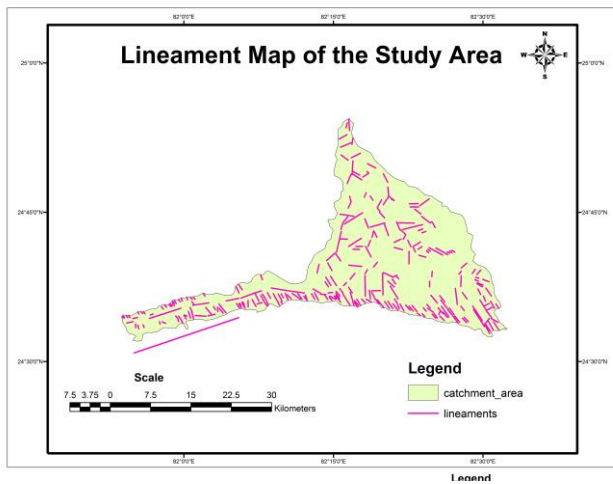 82°0'0"E 82°15'0"E 82°30'0"E
Lineament Map of the Study Area
N
W E
S
25°0'0"N 25°0'0"N
24°45'0"N 24°45'0"N
24°30'0"N 24°30'0"N
Scale
7.5 3.75 0 7.5 15 22.5 30
Kilometers
Legend
catchment_area
lineaments
82°0'0"E 82°15'0"E 82°30'0"E
Legend